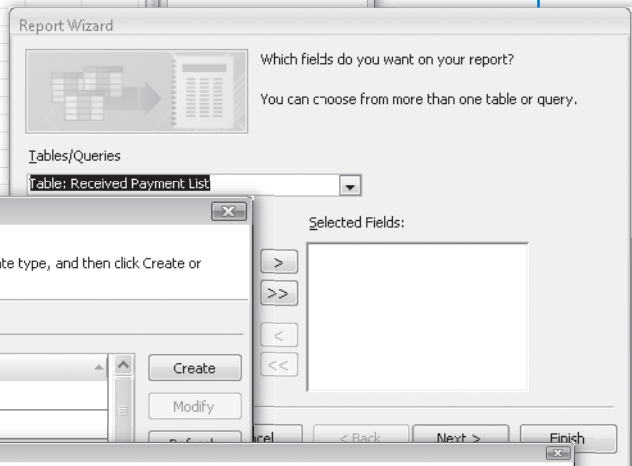 Report Wizard
Which fields do you want on your report?
You can choose from more than one table or query.
Tables/Queries
Table: Received Payment List
Selected Fields:
te type, and then click Create or
>
>>
<
<<
Create
Modify
< Back
Next >
Finish